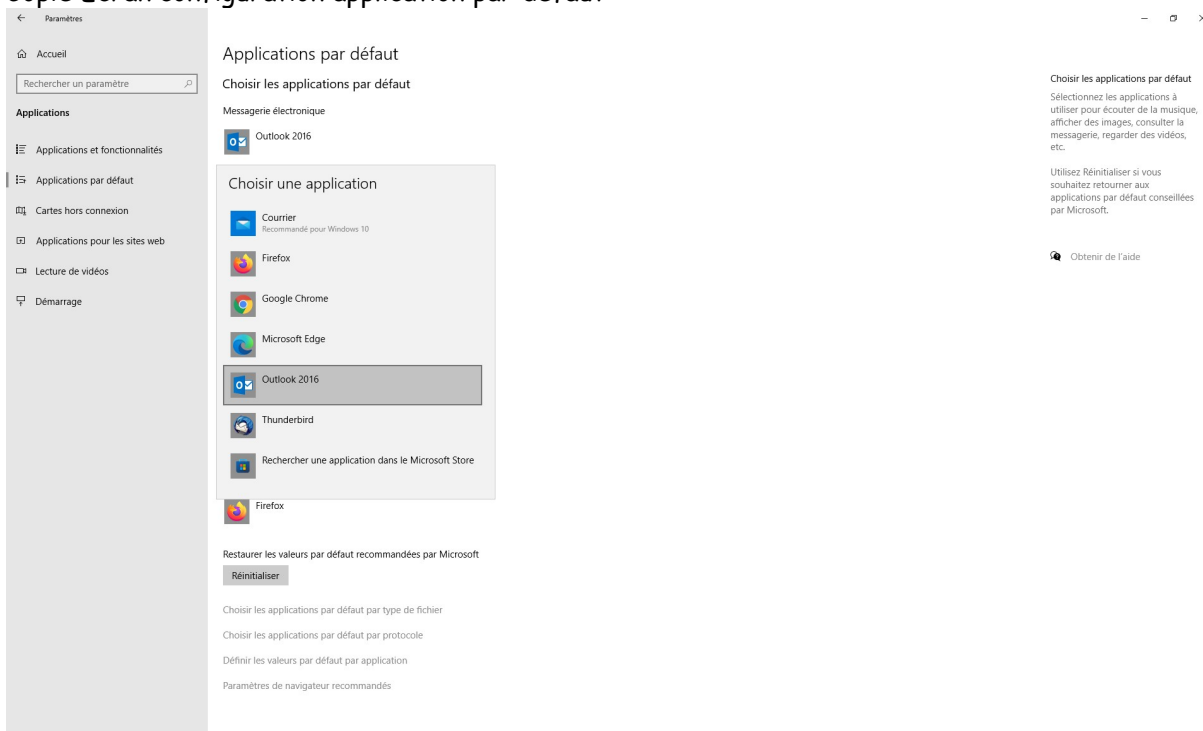 Copie Ecran configuration application par défaut
Paramètres
Accueil
Rechercher un paramètre
Applications
Applications et fonctionnalités
Applications par défaut
Cartes hors connexion
Applications pour les sites web
Lecture de vidéos
Démarrage
Applications par défaut
Choisir les applications par défaut
Messagerie électronique
Outlook 2016
Choisir une application
Courrier
Recommandé pour Windows 10
Firefox
Google Chrome
Microsoft Edge
Outlook 2016
Thunderbird
Rechercher une application dans le Microsoft Store
Firefox
Restaurer les valeurs par défaut recommandées par Microsoft
Réinitialiser
Choisir les applications par défaut par type de fichier
Choisir les applications par défaut par protocole
Définir les valeurs par défaut par application
Paramètres de navigateur recommandés
Choisir les applications par défaut
Sélectionnez les applications à
utiliser pour écouter de la musique,
afficher des images, consulter la
messagerie, regarder des vidéos,
etc.
Utilisez Réinitialiser si vous
souhaitez retourner aux
applications par défaut conseillées
par Microsoft.
Obtenir de l'aide